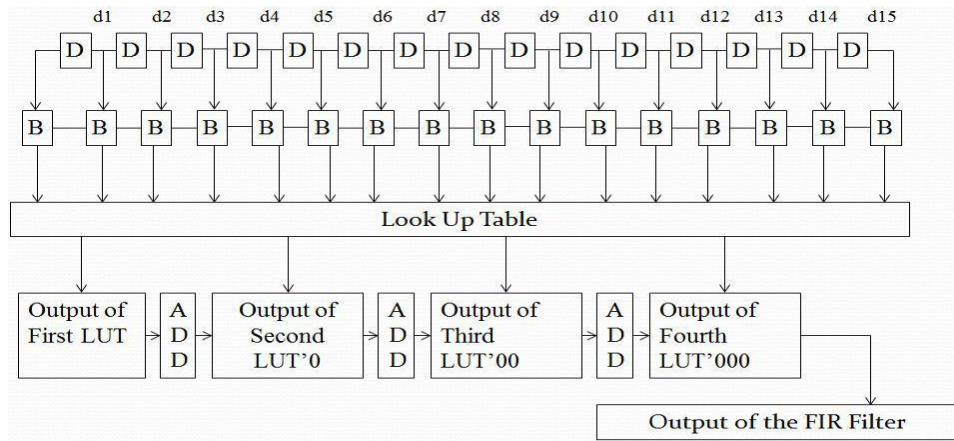 d1 d2 d3 d4 d5 d6 d7 d8 d9 d10 d11 d12 d13 d14 d15
D D D D D D D D D D D D D D D
B B B B B B B B B B B B B B B B
Look Up Table
Output of
First LUT
A
D
D
Output of
Second
LUT’0
A
D
D
Output of
Third
LUT’00
A
D
D
Output of
Fourth
LUT’000
Output of the FIR Filter